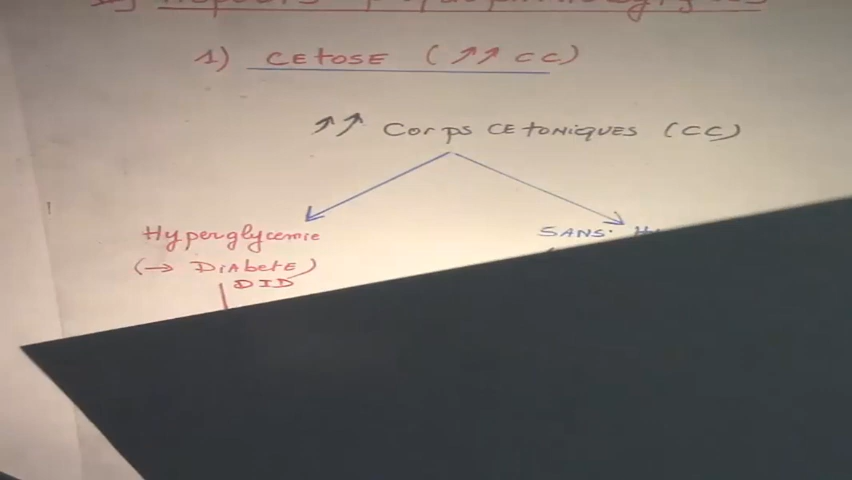 1) CETOSE (↗↗ CC)
↗↗ Corps CETONIQUES (CC)
Hyperglycemie
SANS
(→ DIABETE)
DID